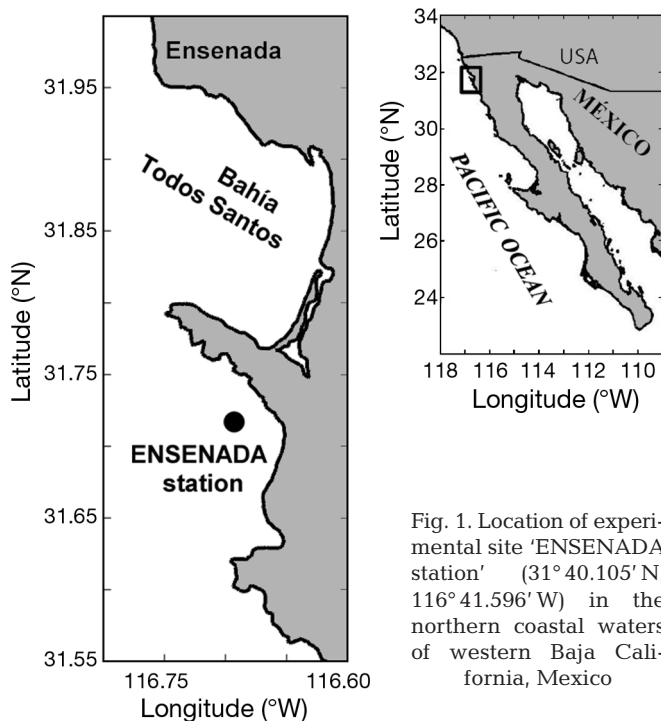 Ensenada
Bahía
Todos Santos
ENSENADA
station
31.95
31.85
31.75
31.65
31.55
Latitude (°N)
116.75
116.60
Longitude (°W)
34
32
30
28
26
24
Latitude (°N)
USA
MÉXICO
PACIFIC OCEAN
118 116 114 112 110
Longitude (°W)
Fig. 1. Location of experi-
mental site ‘ENSENADA
station’ (31° 40.105′ N
116° 41.596′ W) in the
northern coastal waters
of western Baja Cali-
fornia, Mexico